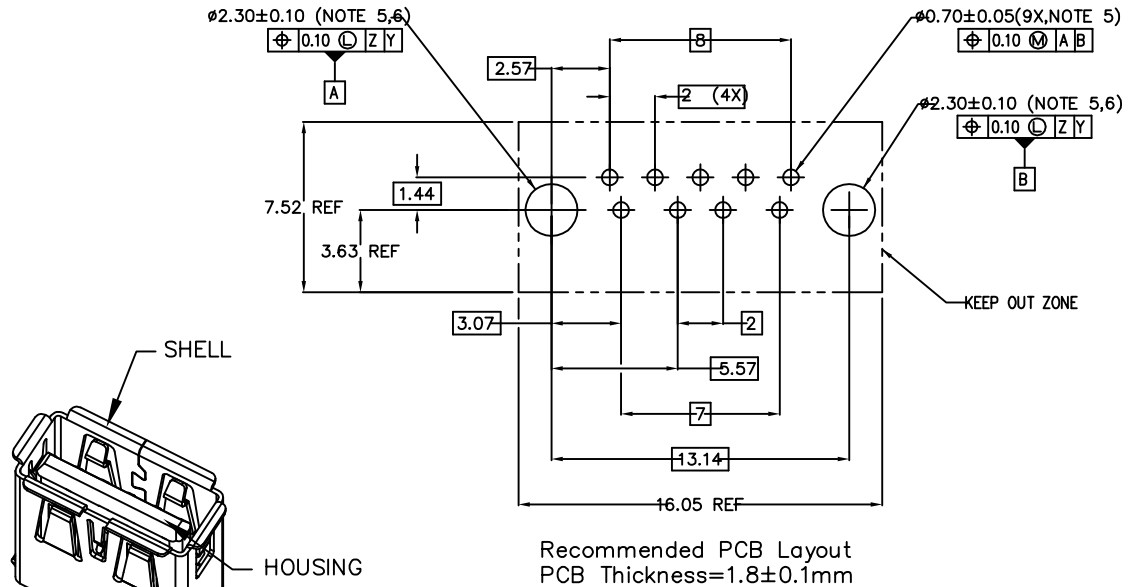 ⌀2.30±0.10 (NOTE 5,6)
⌖ 0.10 Ⓛ Z Y
A
8
⌀0.70±0.05(9X,NOTE 5)
⌖ 0.10 Ⓜ A B
2.57
2 (4X)
⌀2.30±0.10 (NOTE 5,6)
⌖ 0.10 Ⓛ Z Y
B
1.44
7.52 REF
3.63 REF
KEEP OUT ZONE
3.07
2
5.57
7
13.14
16.05 REF
SHELL
HOUSING
Recommended PCB Layout
PCB Thickness=1.8±0.1mm